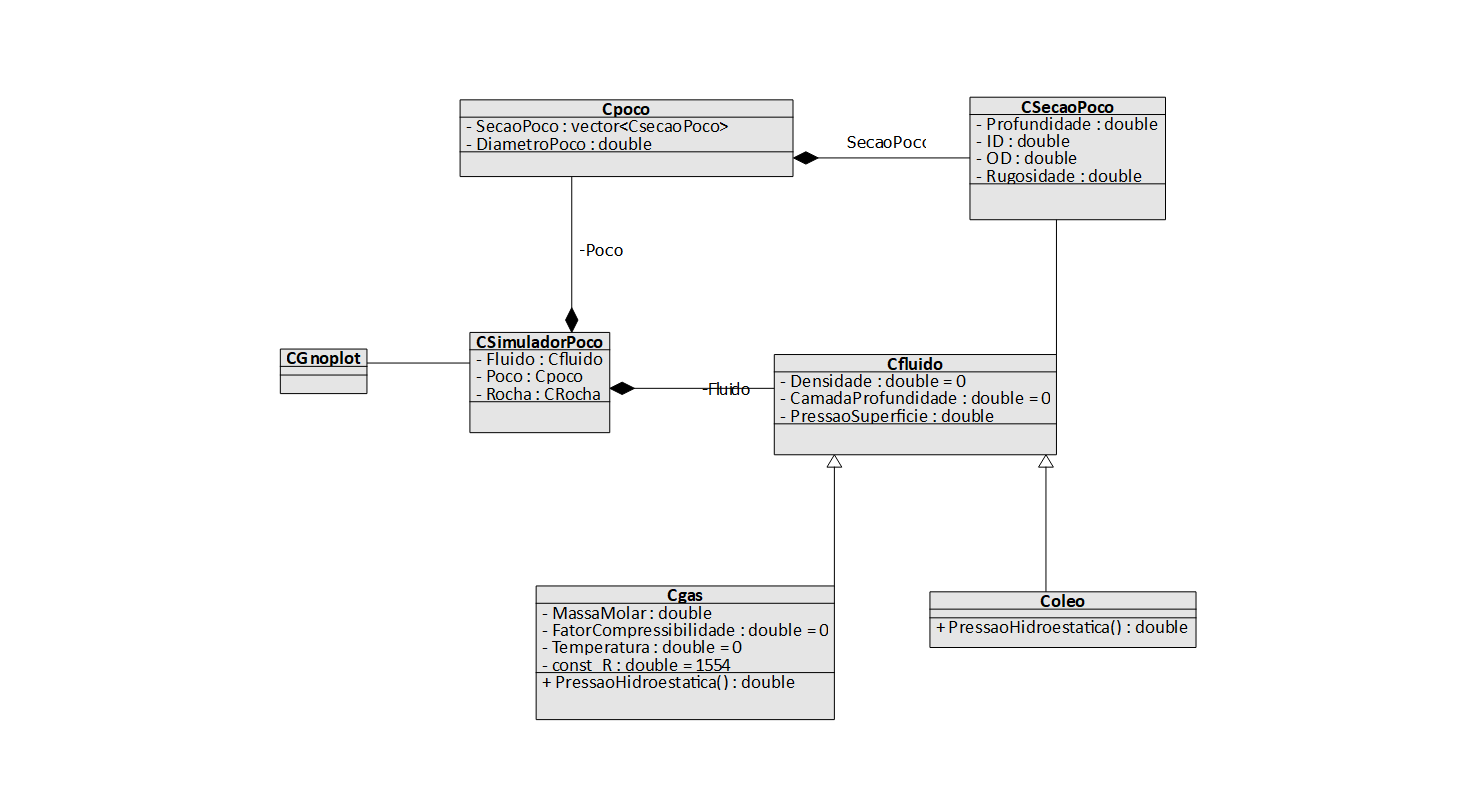 Cpoco
- SecaoPoco : vector<CsecaoPoco>
- DiametroPoco : double
SecaoPoc
CSecaoPoco
- Profundidade : double
- ID : double
- OD : double
- Rugosidade : double
-Poco
CGnoplot
CSimuladorPoco
- Fluido : Cfluido
- Poco : Cpoco
- Rocha : CRocha
-Fluido
Cfluido
- Densidade : double = 0
- CamadaProfundidade : double = 0
- PressaoSuperficie : double
Cgas
- MassaMolar : double
- FatorCompressibilidade : double = 0
- Temperatura : double = 0
- const_R : double = 1554
+ PressaoHidroestatica() : double
Coleo
+ PressaoHidroestatica() : double